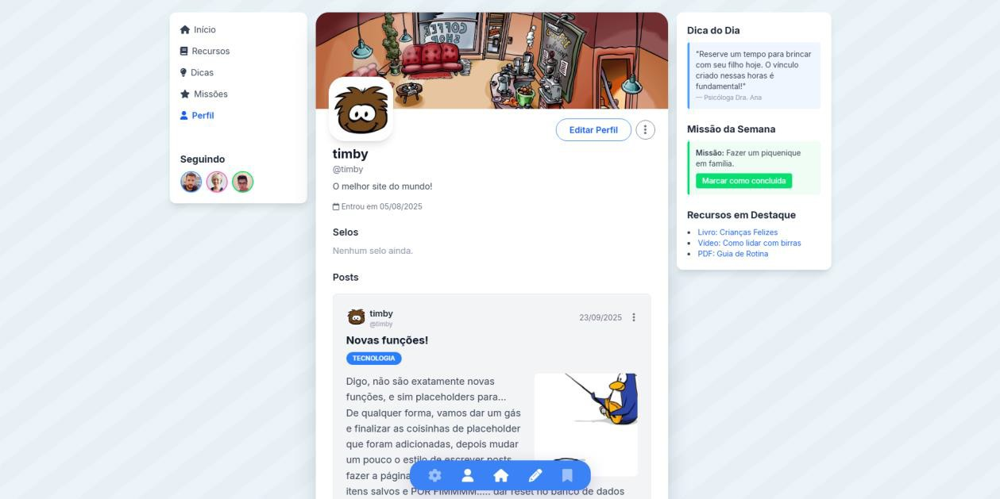 Início
Recursos
Dicas
Missões
Perfil
Seguindo
COFFEE
SHOP
Editar Perfil
timby
@timby
O melhor site do mundo!
Entrou em 05/08/2025
Selos
Nenhum selo ainda.
Posts
timby
@timby
23/09/2025
Novas funções!
TECNOLOGIA
Digo, não são exatamente novas
funções, e sim placeholders para...
De qualquer forma, vamos dar um gás
e finalizar as coisinhas de placeholder
que foram adicionadas, depois mudar
um pouco o estilo de escrever posts
fazer a página
itens salvos e POR FIMMMM..... dar reset no banco de dados
Dica do Dia
"Reserve um tempo para brincar
com seu filho hoje. O vínculo
criado nessas horas é
fundamental!"
— Psicóloga Dra. Ana
Missão da Semana
Missão: Fazer um piquenique
em família.
Marcar como concluída
Recursos em Destaque
Livro: Crianças Felizes
Vídeo: Como lidar com birras
PDF: Guia de Rotina